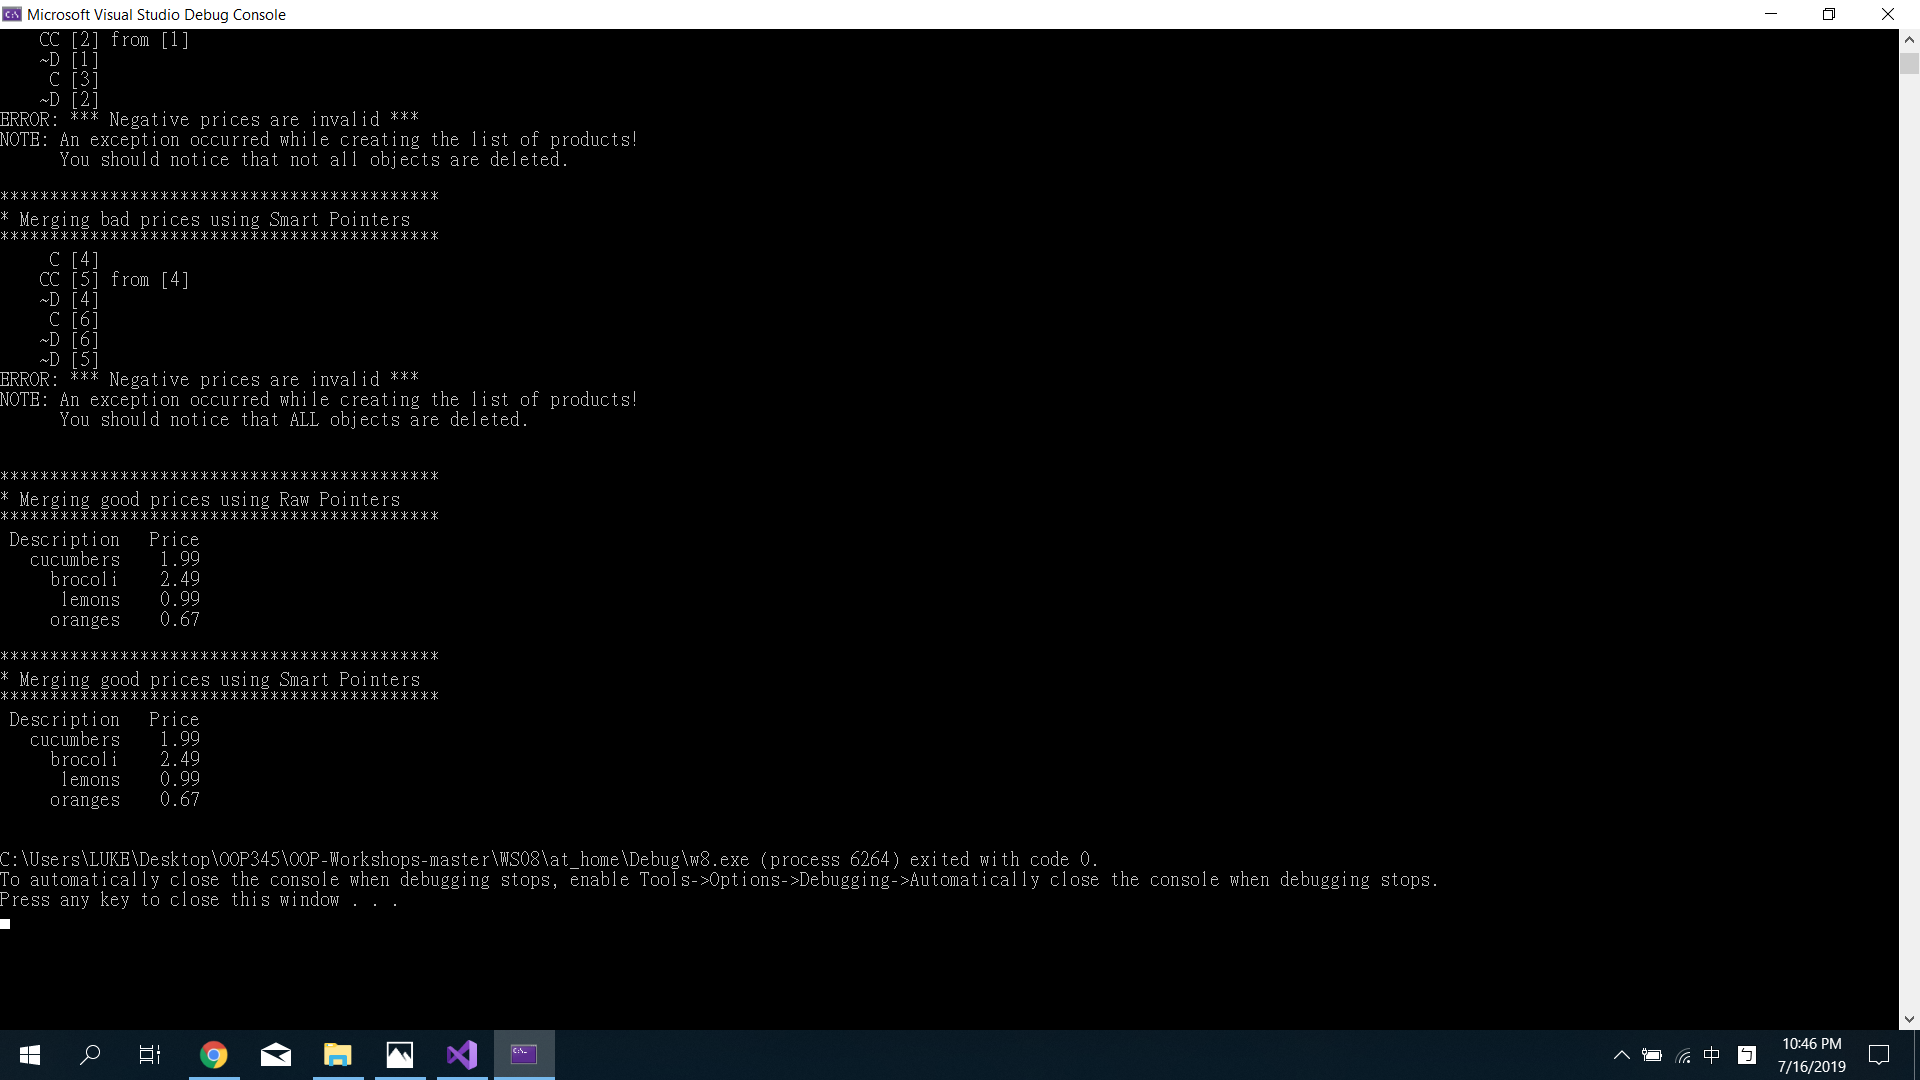 Microsoft Visual Studio Debug Console
CC [2] from [1]
~D [1]
C [3]
~D [2]
ERROR: *** Negative prices are invalid ***
NOTE: An exception occurred while creating the list of products!
You should notice that not all objects are deleted.
********************************************
* Merging bad prices using Smart Pointers
********************************************
C [4]
CC [5] from [4]
~D [4]
C [6]
~D [6]
~D [5]
ERROR: *** Negative prices are invalid ***
NOTE: An exception occurred while creating the list of products!
You should notice that ALL objects are deleted.
********************************************
* Merging good prices using Raw Pointers
********************************************
Description Price
cucumbers 1.99
brocoli 2.49
lemons 0.99
oranges 0.67
********************************************
* Merging good prices using Smart Pointers
********************************************
Description Price
cucumbers 1.99
brocoli 2.49
lemons 0.99
oranges 0.67
C:\Users\LUKE\Desktop\OOP345\OOP-Workshops-master\WS08\at_home\Debug\w8.exe (process 6264) exited with code 0.
To automatically close the console when debugging stops, enable Tools->Options->Debugging->Automatically close the console when debugging stops.
Press any key to close this window . . .
中
ㄅ
10:46 PM
7/16/2019